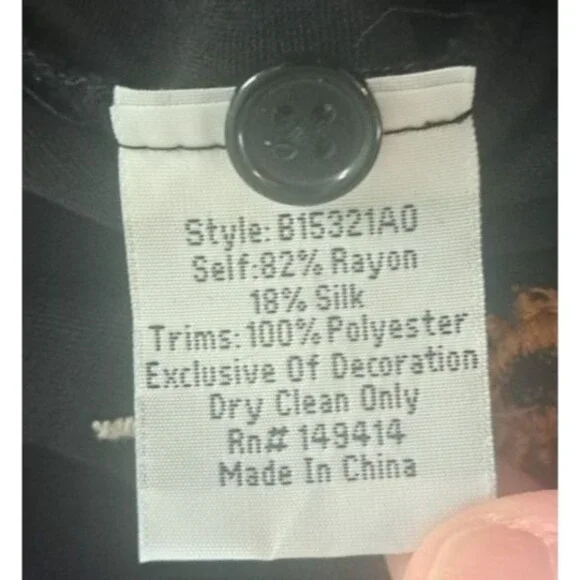 Style: B15321A0
Self:82% Rayon
18% Silk
Trims: 100% Polyester
Exclusive Of Decoration
Dry Clean Only
Rn# 149414
Made In China